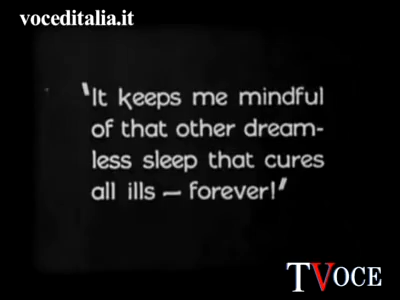 voceditalia.it
"It keeps me mindful
of that other dream-
less sleep that cures
all ills — forever!"
TVOCE